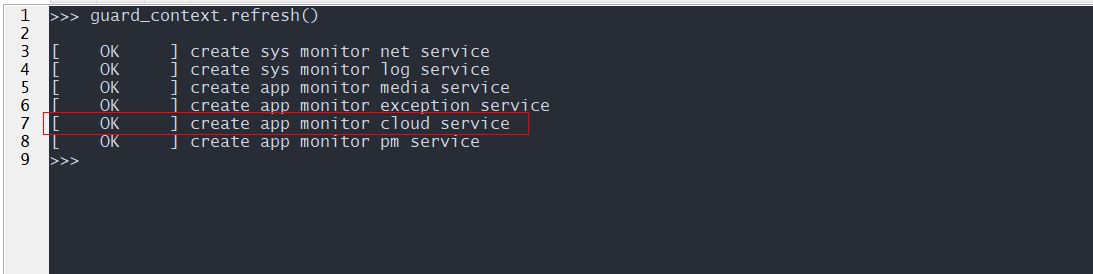 1 >>> guard_context.refresh()
2
3 [    OK     ] create sys monitor net service
4 [    OK     ] create sys monitor log service
5 [    OK     ] create app monitor media service
6 [    OK     ] create app monitor exception service
7 [    OK     ] create app monitor cloud service
8 [    OK     ] create app monitor pm service
9 >>>